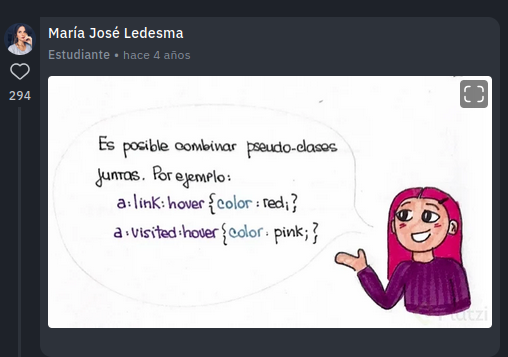 María José Ledesma
Estudiante • hace 4 años
294
Es posible combinar pseudo-clases
juntas. Por ejemplo:
a:link:hover {color : red;}
a:visited:hover {color: pink;}
Platzi